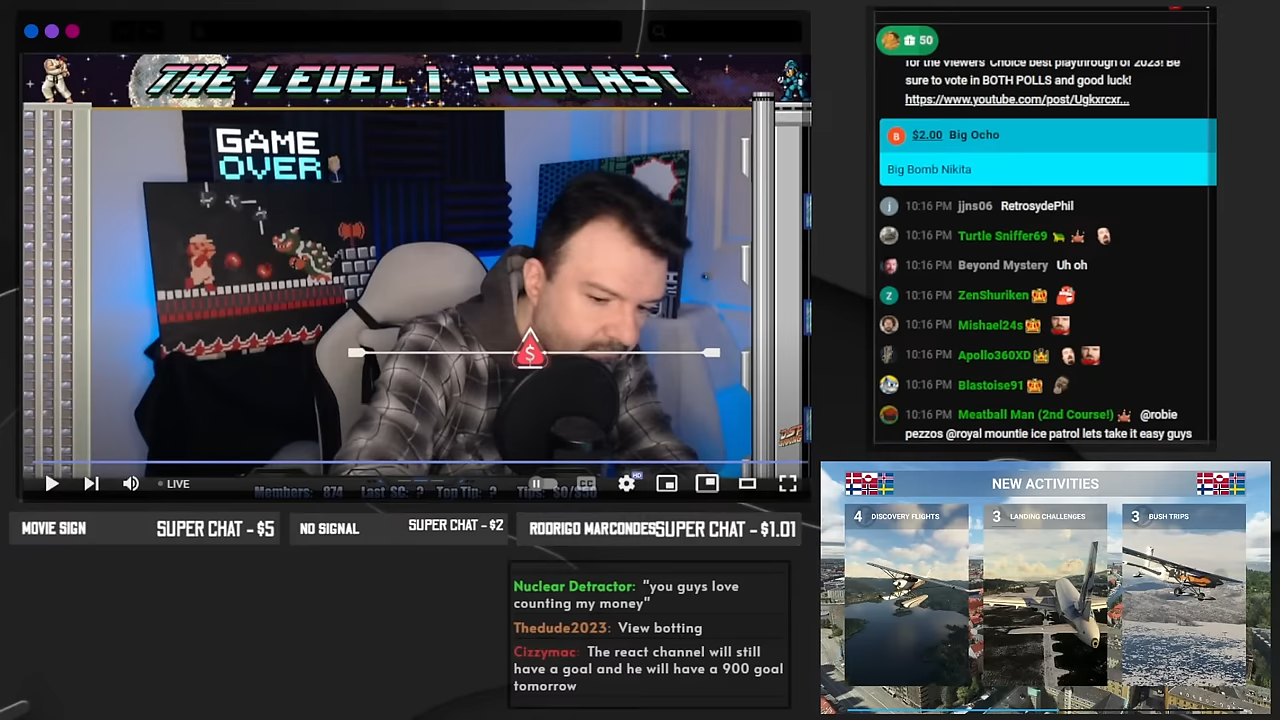 THE LEVEL 1 PODCAST
GAME
OVER
$
LIVE
HD
CC
Members: 874 Last $G: ? Top Tip: ? Tips: $0/$50
MOVIE SIGN SUPER CHAT - $5
NO SIGNAL SUPER CHAT - $2
RODRIGO MARCONDES SUPER CHAT - $1.01
Nuclear Detractor: "you guys love
counting my money"
Thedude2023: View botting
Cizzymac: The react channel will still
have a goal and he will have a 900 goal
tomorrow
50
for the Viewers' Choice best playthrough of 2023! Be
sure to vote in BOTH POLLS and good luck!
https://www.youtube.com/post/Ugkxrcxr...
B $2.00 Big Ocho
Big Bomb Nikita
j 10:16 PM jjns06 RetrosydePhil
10:16 PM Turtle Sniffer69
10:16 PM Beyond Mystery Uh oh
Z 10:16 PM ZenShuriken
10:16 PM Mishael24s
10:16 PM Apollo360XD
10:16 PM Blastoise91
10:16 PM Meatball Man (2nd Course!) @robie
pezzos @royal mountie ice patrol lets take it easy guys
NEW ACTIVITIES
4 DISCOVERY FLIGHTS
3 LANDING CHALLENGES
3 BUSH TRIPS